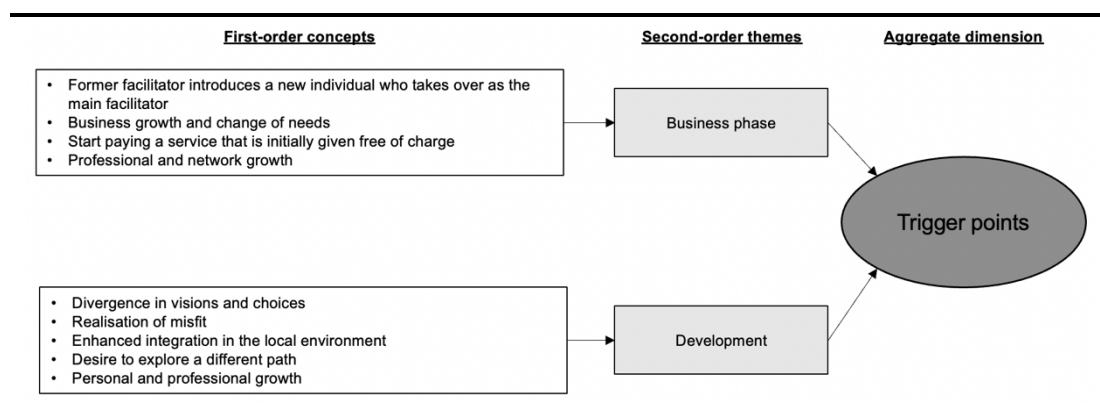 First-order concepts
Second-order themes
Aggregate dimension
• Former facilitator introduces a new individual who takes over as the
main facilitator
• Business growth and change of needs
• Start paying a service that is initially given free of charge
• Professional and network growth
Business phase
Trigger points
• Divergence in visions and choices
• Realisation of misfit
• Enhanced integration in the local environment
• Desire to explore a different path
• Personal and professional growth
Development